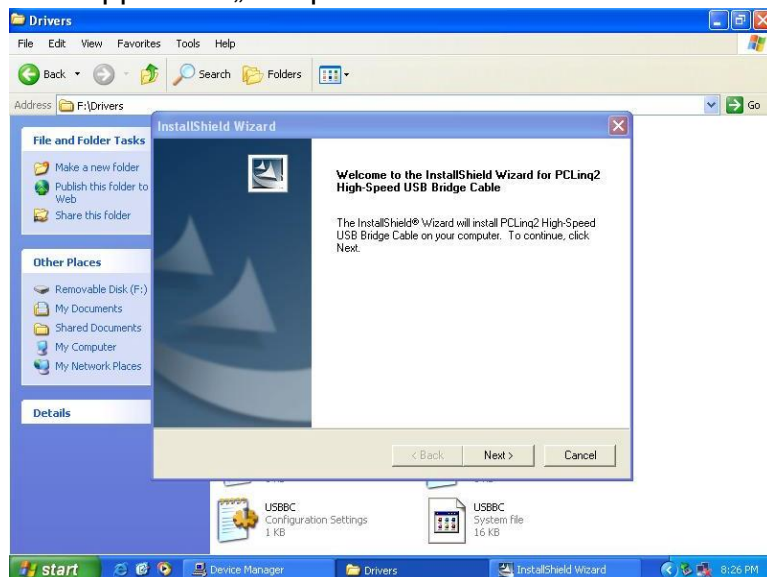 Drivers
File Edit View Favorites Tools Help
Back Search Folders
Address F:\Drivers Go
File and Folder Tasks
Make a new folder
Publish this folder to
Web
Share this folder
Other Places
Removable Disk (F:)
My Documents
Shared Documents
My Computer
My Network Places
Details
InstallShield Wizard
Welcome to the InstallShield Wizard for PCLinq2
High-Speed USB Bridge Cable
The InstallShield® Wizard will install PCLinq2 High-Speed
USB Bridge Cable on your computer. To continue, click
Next.
< Back Next > Cancel
USBBC
Configuration Settings
1 KB
USBBC
System file
16 KB
start Device Manager Drivers InstallShield Wizard 8:26 PM